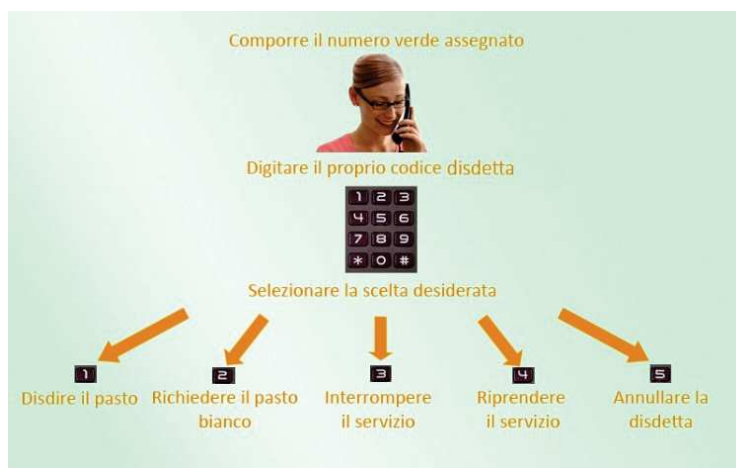 Comporre il numero verde assegnato
Digitare il proprio codice disdetta
1 2 3
4 5 6
7 8 9
* 0 #
Selezionare la scelta desiderata
1
Disdire il pasto
2
Richiedere il pasto
bianco
3
Interrompere
il servizio
4
Riprendere
il servizio
5
Annullare la
disdetta